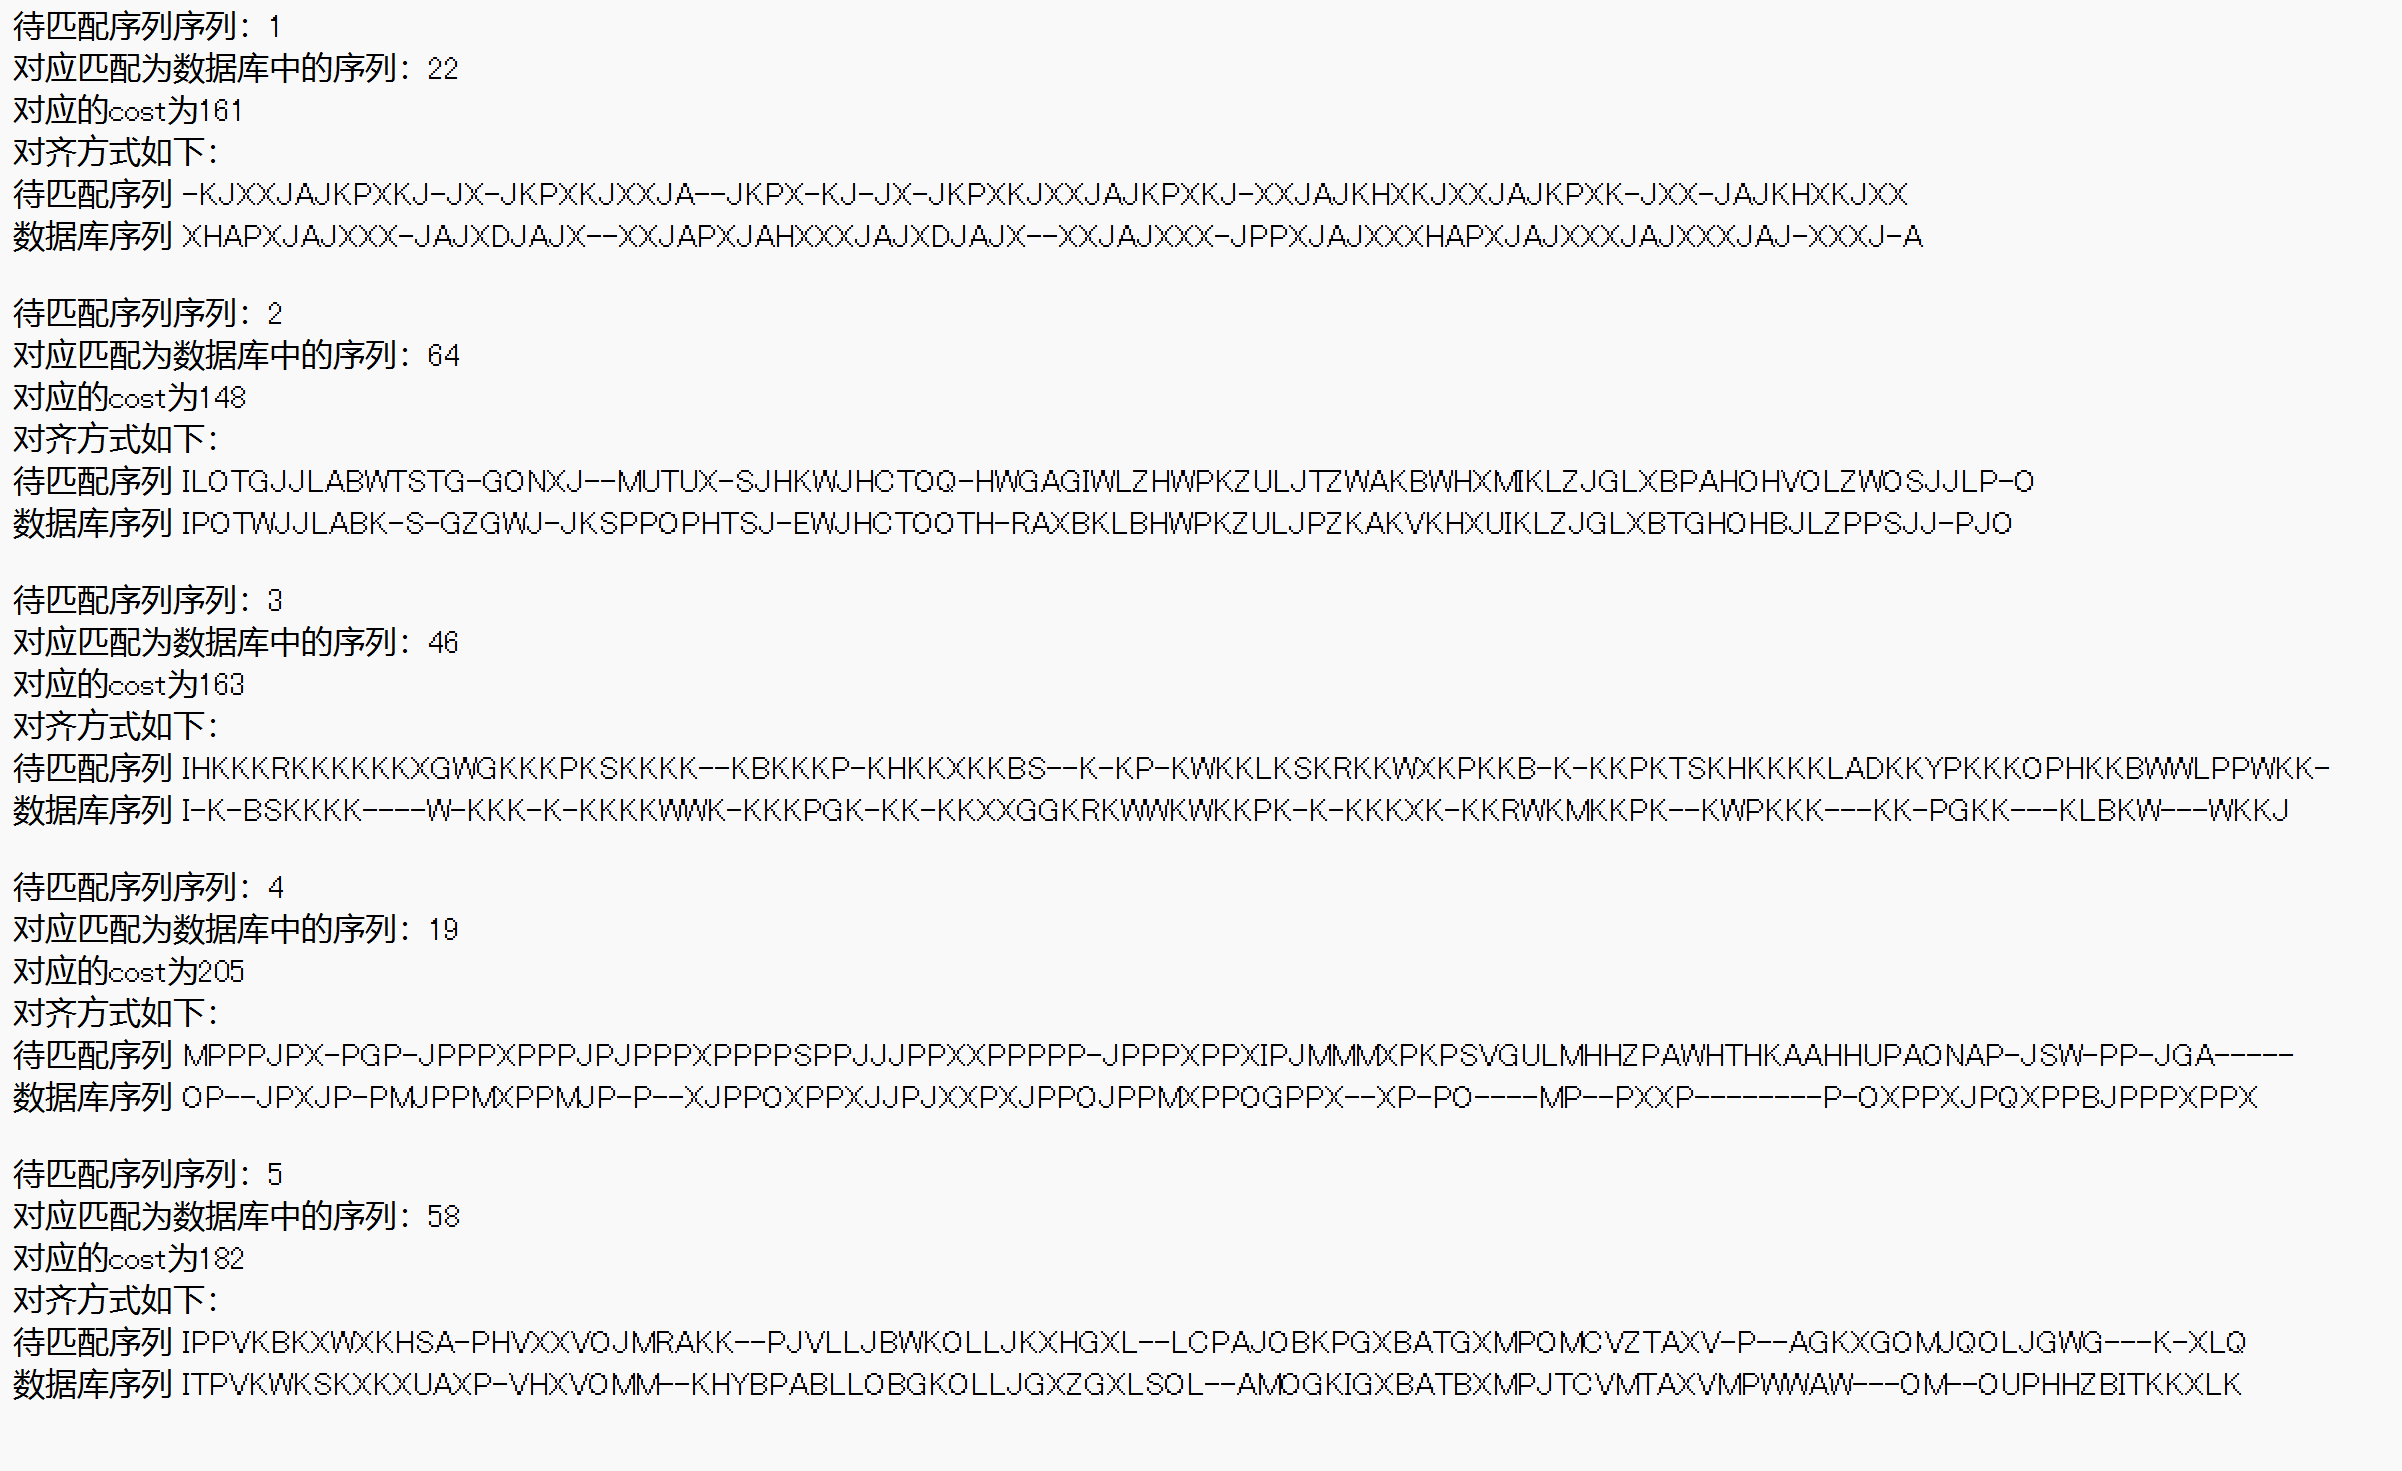 待匹配序列序列：1
对应匹配为数据库中的序列：22
对应的cost为161
对齐方式如下：
待匹配序列 -KJXXJAJKPXKJ-JX-JKPXKJXXJA--JKPX-KJ-JX-JKPXKJXXJAJKPXKJ-XXJAJKHXKJXXJAJKPXK-JXX-JAJKHXKJXX
数据库序列 XHAPXJAJXXX-JAJXDJAJX--XXJAPXJAHXXXJAJXDJAJX--XXJAJXXX-JPPXJAJXXXHAPXJAJXXXJAJXXXJAJ-XXXJ-A
待匹配序列序列：2
对应匹配为数据库中的序列：64
对应的cost为148
对齐方式如下：
待匹配序列 ILOTGJJLABWTSTG-GONXJ--MUTUX-SJHKWJHCTOQ-HWGAGIWLZHWPKZULJTZWAKBWHXMIKLZJGLXBPAHOHVOLZWOSJJLP-O
数据库序列 IPOTWJJLABK-S-GZGWJ-JKSPPOPHTSJ-EWJHCTOOTH-RAXBKLBHWPKZULJPZKAKVKHXUIKLZJGLXBTGHOHBJLZPPSJJ-PJO
待匹配序列序列：3
对应匹配为数据库中的序列：46
对应的cost为163
对齐方式如下：
待匹配序列 IHKKKRKKKKKKXGWGKKKPKSKKKK--KBKKKP-KHKKXKKBS--K-KP-KWKKLKSKRKKWXKPKKB-K-KKPKTSKHKKKKLADKKYPKKKOPHKKBWWLPPWKK-
数据库序列 I-K-BSKKKK----W-KKK-K-KKKKWWK-KKKPGK-KK-KKXXGGKRKWWKWKKPK-K-KKKXK-KKRWKMKKPK--KWPKKK---KK-PGKK---KLBKW---WKKJ
待匹配序列序列：4
对应匹配为数据库中的序列：19
对应的cost为205
对齐方式如下：
待匹配序列 MPPPJPX-PGP-JPPPXPPPJPJPPPXPPPPSPPJJJPPXXPPPPP-JPPPXPPXIPJMMMXPKPSVGULMHHZPAWHTHKAAHHUPAONAP-JSW-PP-JGA-----
数据库序列 OP--JPXJP-PMJPPMXPPMJP-P--XJPPOXPPXJJPJXXPXJPPOJPPMXPPOGPPX--XP-PO----MP--PXXP--------P-OXPPXJPQXPPBJPPPXPPX
待匹配序列序列：5
对应匹配为数据库中的序列：58
对应的cost为182
对齐方式如下：
待匹配序列 IPPVKBKXWXKHSA-PHVXXVOJMRAKK--PJVLLJBWKOLLJKXHGXL--LCPAJOBKPGXBATGXMPOMCVZTAXV-P--AGKXGOMJQOLJGWG---K-XLQ
数据库序列 ITPVKWKSKXKXUAXP-VHXVOMM--KHYBPABLLOBGKOLLJGXZGXLSOL--AMOGKIGXBATBXMPJTCVMTAXVMPWWAW---OM--OUPHHZBITKKXLK